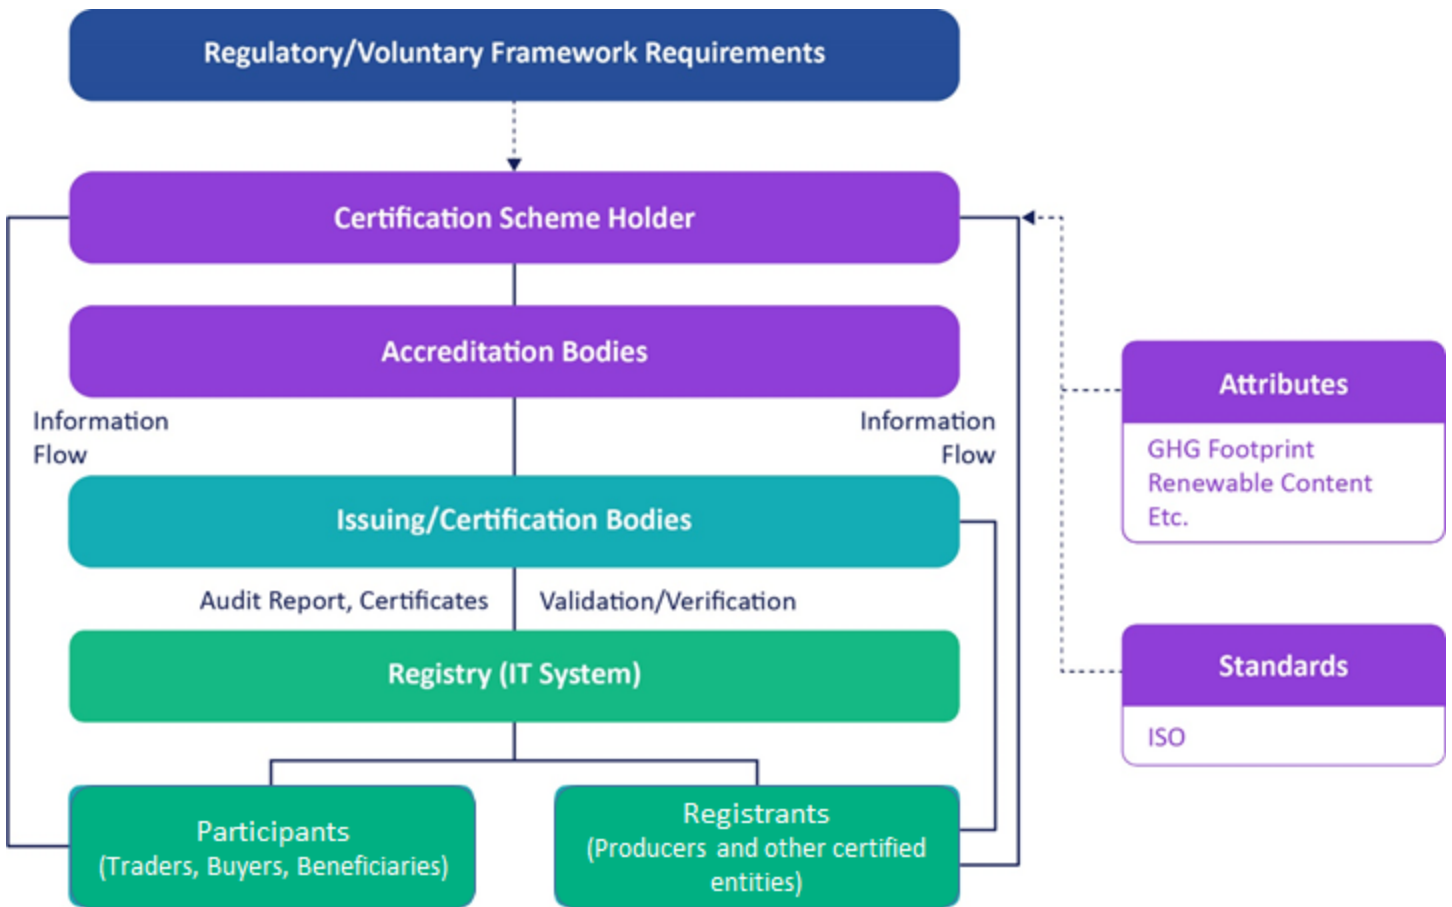 Regulatory/Voluntary Framework Requirements
Certification Scheme Holder
Accreditation Bodies
Information
Flow
Information
Flow
Issuing/Certification Bodies
Audit Report, Certificates
Validation/Verification
Registry (IT System)
Participants
(Traders, Buyers, Beneficiaries)
Registrants
(Producers and other certified
entities)
Attributes
GHG Footprint
Renewable Content
Etc.
Standards
ISO